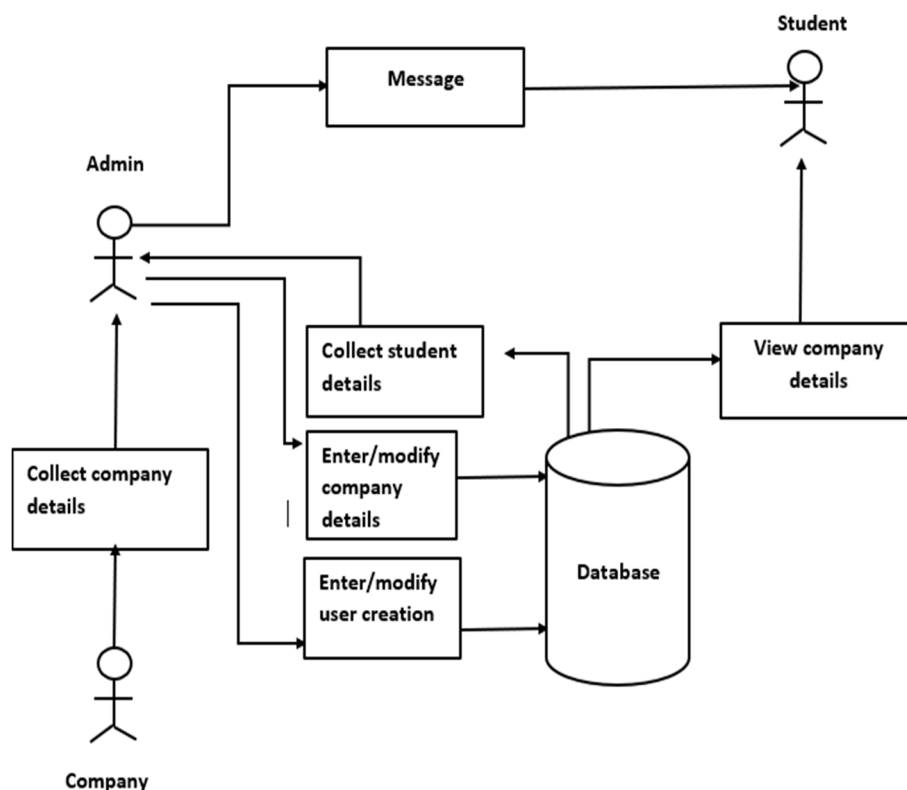 Student
Message
Admin
Collect student
details
View company
details
Collect company
details
Enter/modify
company
details
Database
Enter/modify
user creation
Company